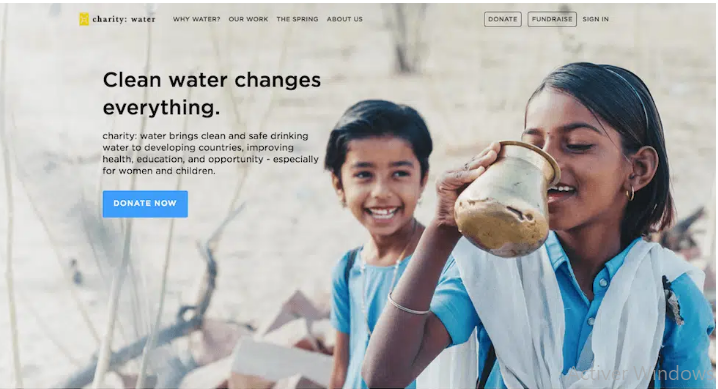 charity: water WHY WATER? OUR WORK THE SPRING ABOUT US DONATE FUNDRAISE SIGN IN
Clean water changes
everything.
charity: water brings clean and safe drinking
water to developing countries, improving
health, education, and opportunity - especially
for women and children.
DONATE NOW
Activer Windows